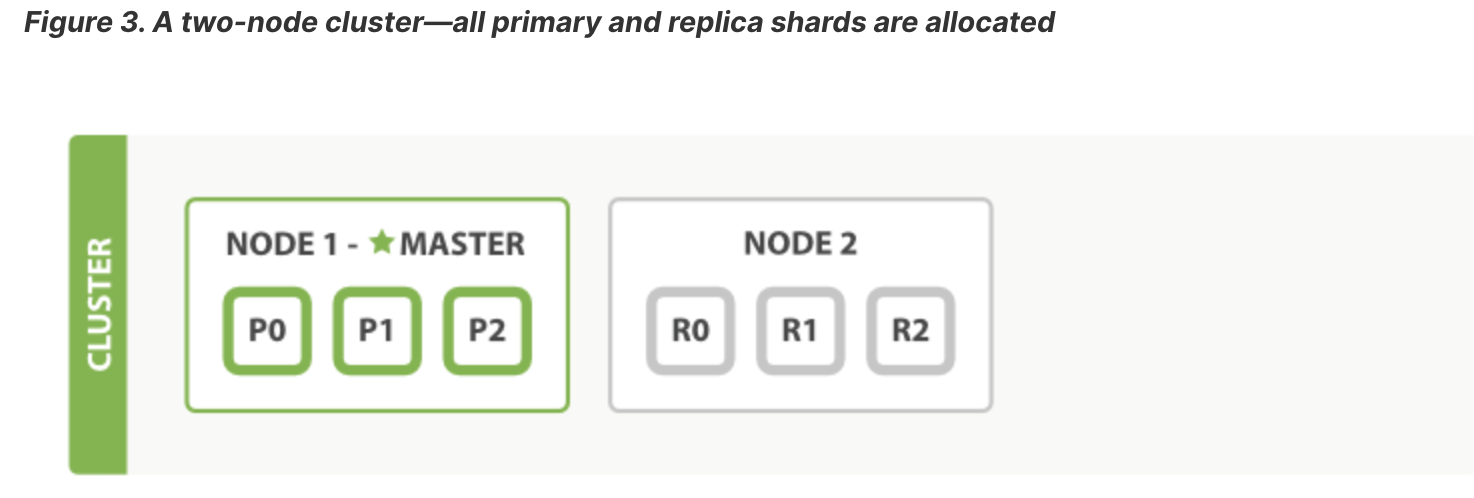 Figure 3. A two-node cluster—all primary and replica shards are allocated
CLUSTER
NODE 1 - ★ MASTER
P0 P1 P2
NODE 2
R0 R1 R2